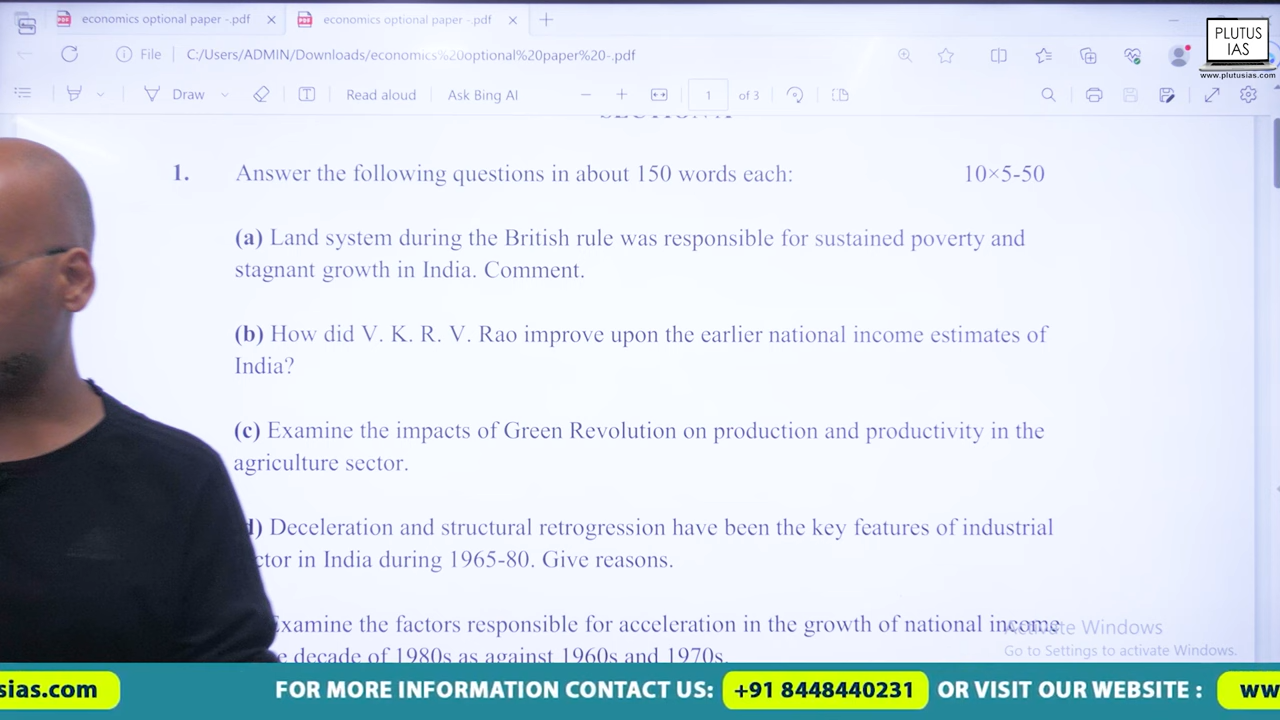 economics optional paper -.pdf
economics optional paper -.pdf
PLUTUS
IAS
www.plutusias.com
File C:/Users/ADMIN/Downloads/economics%20optional%20paper%20-.pdf
Draw Read aloud Ask Bing AI 1 of 3
1. Answer the following questions in about 150 words each: 10×5-50
(a) Land system during the British rule was responsible for sustained poverty and
stagnant growth in India. Comment.
(b) How did V. K. R. V. Rao improve upon the earlier national income estimates of
India?
(c) Examine the impacts of Green Revolution on production and productivity in the
agriculture sector.
d) Deceleration and structural retrogression have been the key features of industrial
ctor in India during 1965-80. Give reasons.
Examine the factors responsible for acceleration in the growth of national income
e decade of 1980s as against 1960s and 1970s.
Activate Windows
Go to Settings to activate Windows.
sias.com FOR MORE INFORMATION CONTACT US: +91 8448440231 OR VISIT OUR WEBSITE : ww